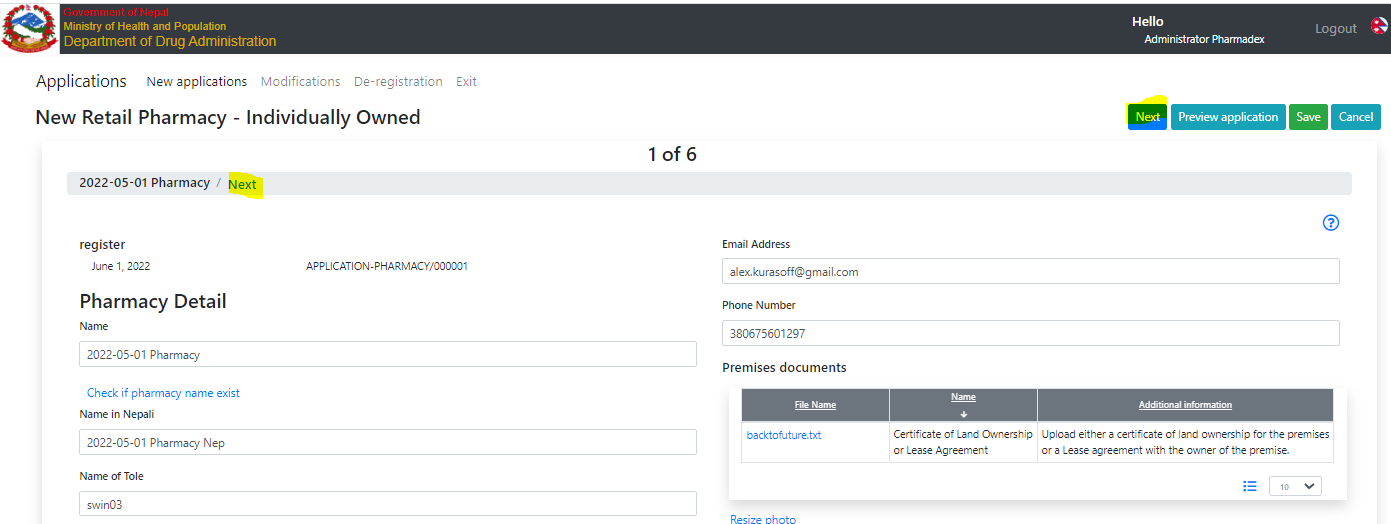 Government of Nepal
Ministry of Health and Population
Department of Drug Administration
Hello
Administrator Pharmadex
Logout
Applications New applications Modifications De-registration Exit
New Retail Pharmacy - Individually Owned
Next Preview application Save Cancel
1 of 6
2022-05-01 Pharmacy / Next
register
June 1, 2022 APPLICATION-PHARMACY/000001
Pharmacy Detail
Name
2022-05-01 Pharmacy
Check if pharmacy name exist
Name in Nepali
2022-05-01 Pharmacy Nep
Name of Tole
swin03
Email Address
alex.kurasoff@gmail.com
Phone Number
380675601297
Premises documents
File Name Name Additional information
backtofuture.txt
Certificate of Land Ownership
or Lease Agreement
Upload either a certificate of land ownership for the premises
or a Lease agreement with the owner of the premise.
10
Resize photo